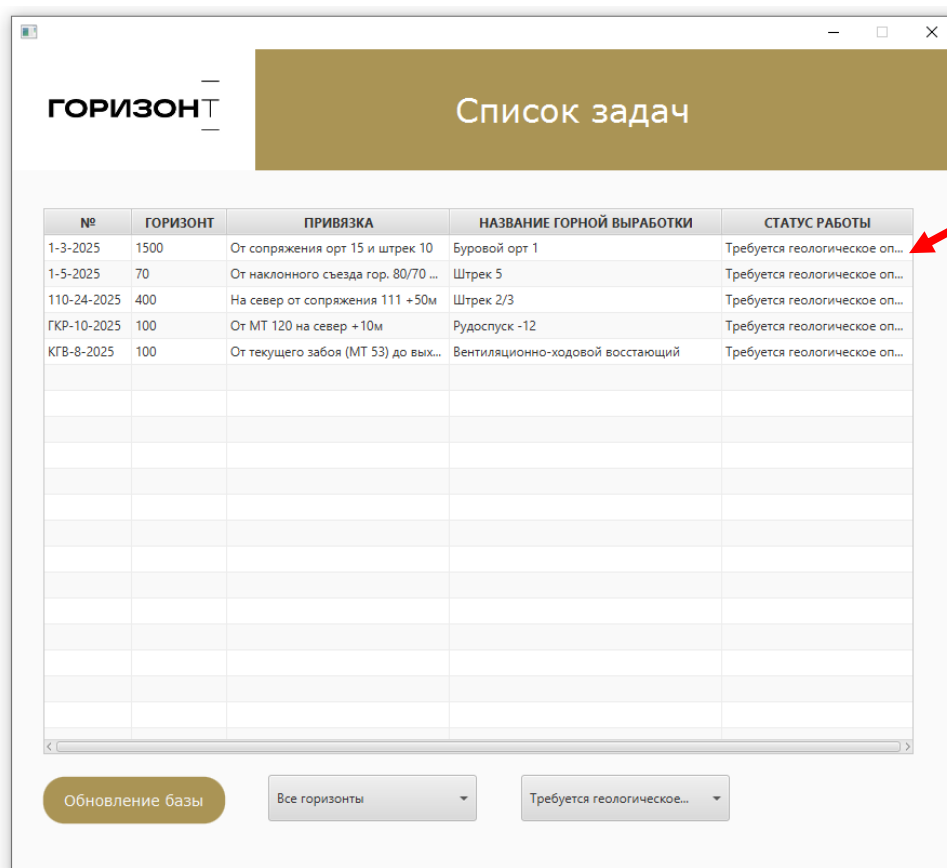 ГОРИЗОНТ
Список задач
№ ГОРИЗОНТ ПРИВЯЗКА НАЗВАНИЕ ГОРНОЙ ВЫРАБОТКИ СТАТУС РАБОТЫ
1-3-2025 1500 От сопряжения орт 15 и штрек 10 Буровой орт 1 Требуется геологическое оп...
1-5-2025 70 От наклонного съезда гор. 80/70 ... Штрек 5 Требуется геологическое оп...
110-24-2025 400 На север от сопряжения 111 +50м Штрек 2/3 Требуется геологическое оп...
ГКР-10-2025 100 От МТ 120 на север +10м Рудоспуск -12 Требуется геологическое оп...
КГВ-8-2025 100 От текущего забоя (МТ 53) до вых... Вентиляционно-ходовой восстающий Требуется геологическое оп...
Обновление базы Все горизонты Требуется геологическое...